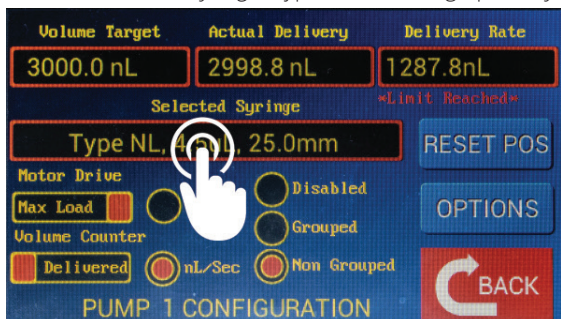 Volume Target Actual Delivery Delivery Rate
3000.0 nL 2998.8 nL 1287.8nL
Selected Syringe *Limit Reached*
Type NL, 25.0mm RESET POS
Motor Drive
Max Load Disabled
OPTIONS
Volume Counter Grouped
Delivered nL/Sec Non Grouped
BACK
PUMP 1 CONFIGURATION